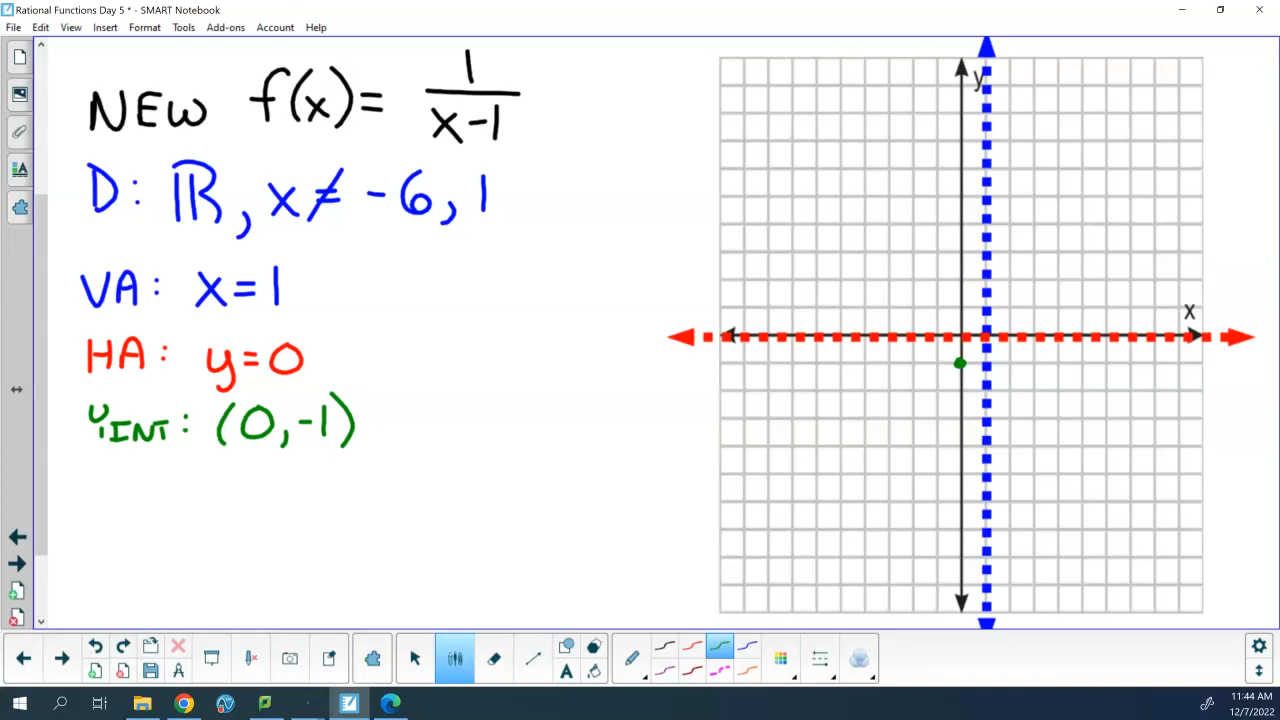 Rational Functions Day 5 * - SMART Notebook
File Edit View Insert Format Tools Add-ons Account Help
NEW f(x) = 1/(x-1)
D: ℝ, x ≠ -6, 1
VA: x = 1
HA: y = 0
yINT: (0, -1)
y
x
A
11:44 AM
12/7/2022